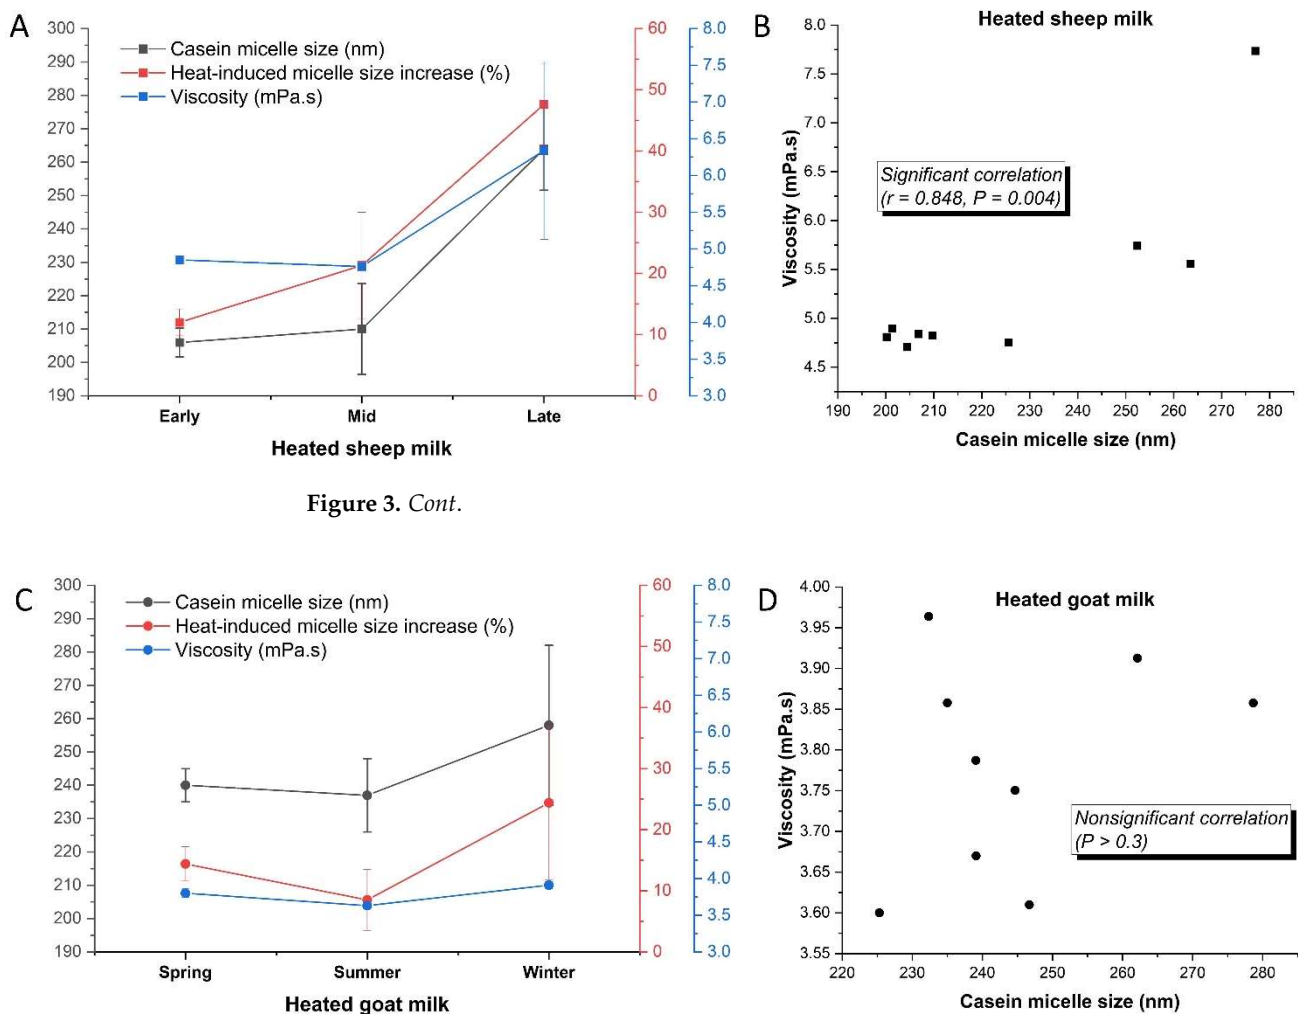 A
300
290
280
270
260
250
240
230
220
210
200
190
Casein micelle size (nm)
Heat-induced micelle size increase (%)
Viscosity (mPa.s)
60
50
40
30
20
10
0
8.0
7.5
7.0
6.5
6.0
5.5
5.0
4.5
4.0
3.5
3.0
Early Mid Late
Heated sheep milk
B
Heated sheep milk
Viscosity (mPa.s)
8.0
7.5
7.0
6.5
6.0
5.5
5.0
4.5
Significant correlation
(r = 0.848, P = 0.004)
190 200 210 220 230 240 250 260 270 280
Casein micelle size (nm)
Figure 3. Cont.
C
300
290
280
270
260
250
240
230
220
210
200
190
Casein micelle size (nm)
Heat-induced micelle size increase (%)
Viscosity (mPa.s)
60
50
40
30
20
10
0
8.0
7.5
7.0
6.5
6.0
5.5
5.0
4.5
4.0
3.5
3.0
Spring Summer Winter
Heated goat milk
D
Heated goat milk
Viscosity (mPa.s)
4.00
3.95
3.90
3.85
3.80
3.75
3.70
3.65
3.60
3.55
Nonsignificant correlation
(P > 0.3)
220 230 240 250 260 270 280
Casein micelle size (nm)